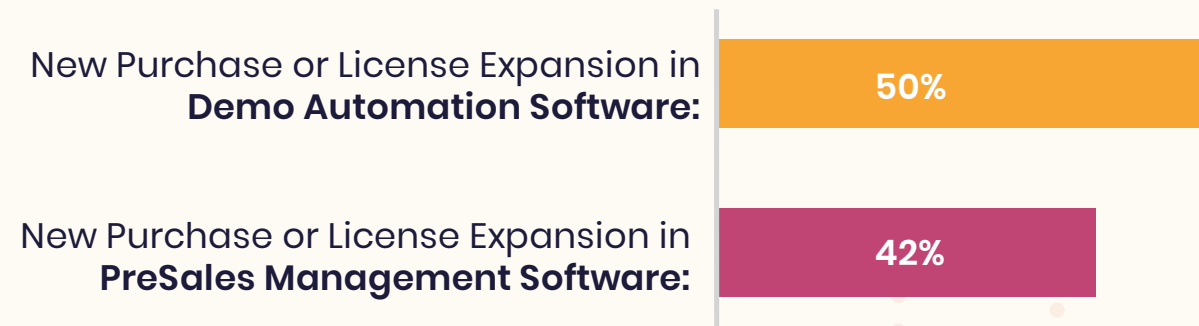 New Purchase or License Expansion in
Demo Automation Software:
50%
New Purchase or License Expansion in
PreSales Management Software:
42%